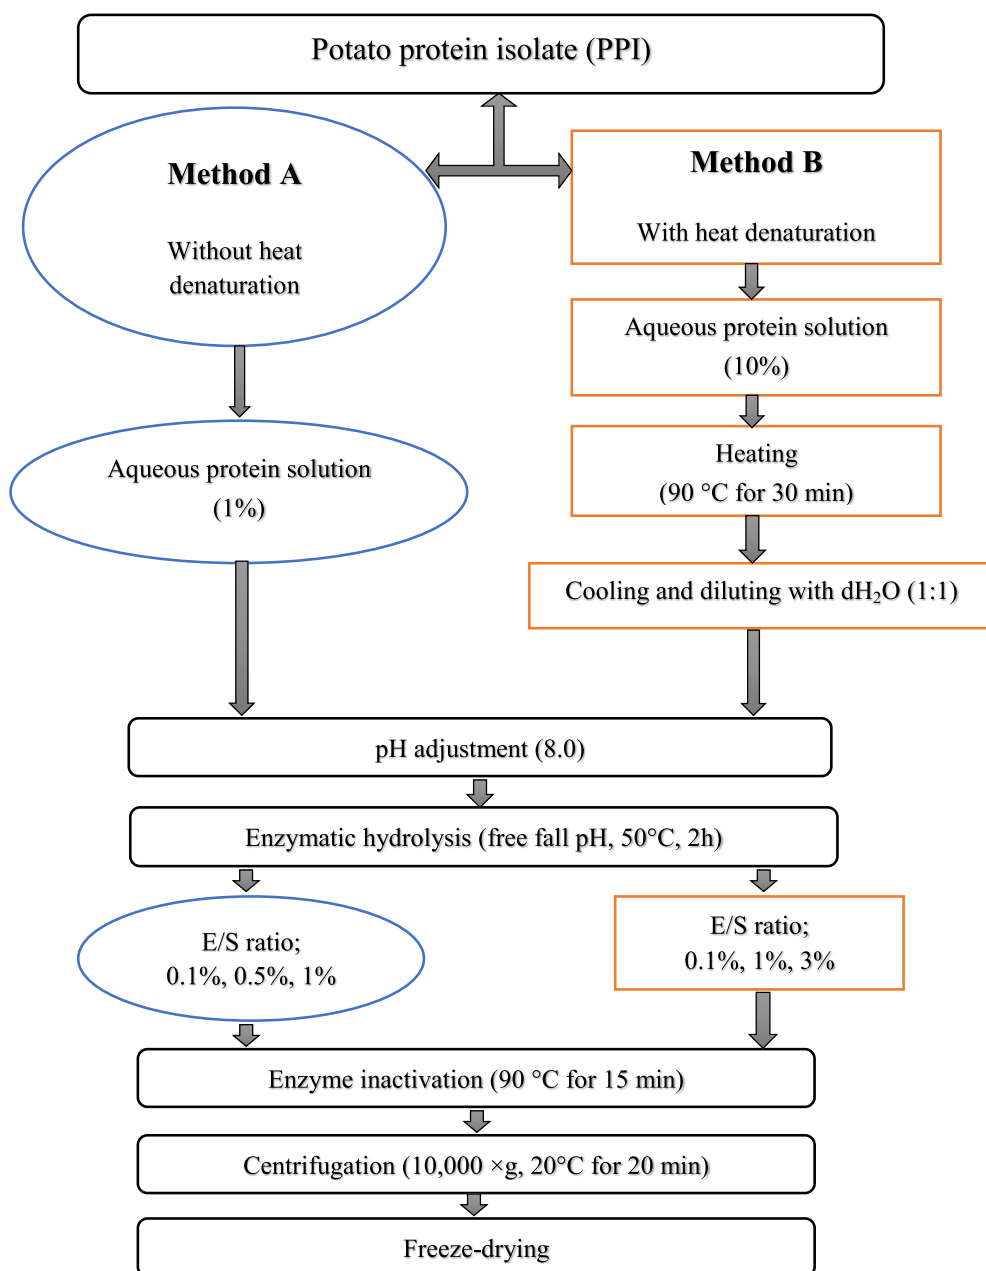 Potato protein isolate (PPI)
Method A
Without heat
denaturation
Aqueous protein solution
(1%)
Method B
With heat denaturation
Aqueous protein solution
(10%)
Heating
(90 °C for 30 min)
Cooling and diluting with dH₂O (1:1)
pH adjustment (8.0)
Enzymatic hydrolysis (free fall pH, 50°C, 2h)
E/S ratio;
0.1%, 0.5%, 1%
E/S ratio;
0.1%, 1%, 3%
Enzyme inactivation (90 °C for 15 min)
Centrifugation (10,000 ×g, 20°C for 20 min)
Freeze-drying